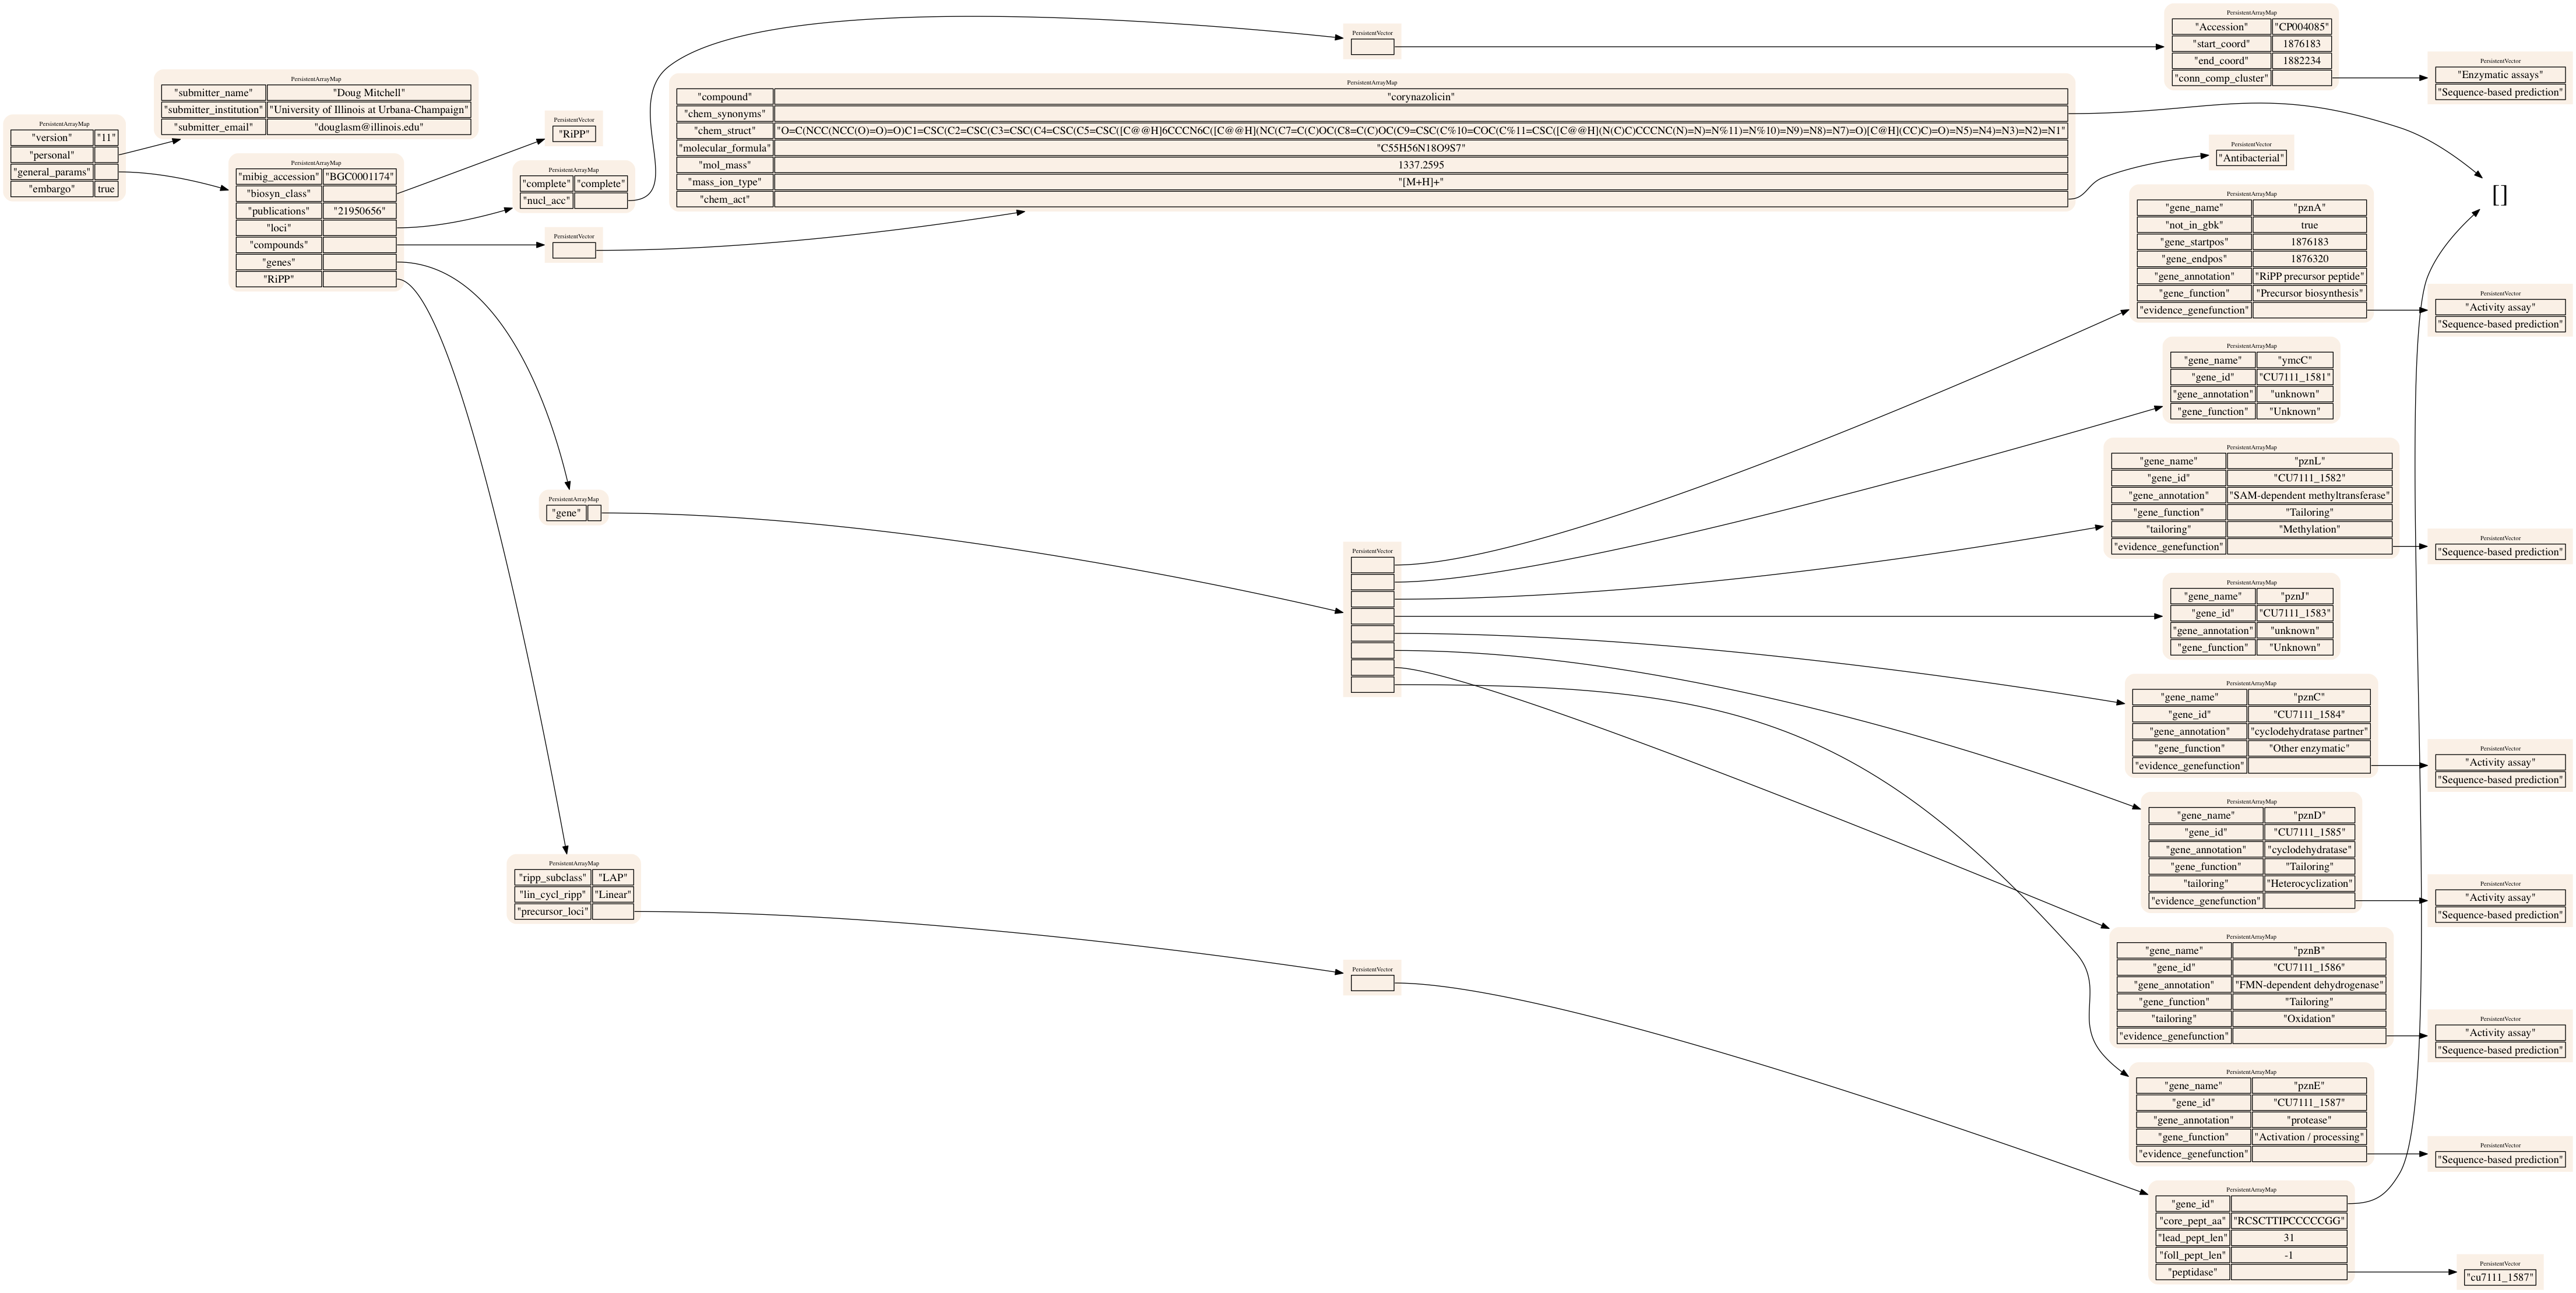 PersistentArrayMap
"version" "11"
"personal"
"general_params"
"embargo" true
PersistentArrayMap
"submitter_name" "Doug Mitchell"
"submitter_institution" "University of Illinois at Urbana-Champaign"
"submitter_email" "douglasm@illinois.edu"
PersistentArrayMap
"mibig_accession" "BGC0001174"
"biosyn_class"
"publications" "21950656"
"loci"
"compounds"
"genes"
"RiPP"
PersistentVector
"RiPP"
PersistentArrayMap
"complete" "complete"
"nucl_acc"
PersistentVector
PersistentArrayMap
"gene"
PersistentArrayMap
"ripp_subclass" "LAP"
"lin_cycl_ripp" "Linear"
"precursor_loci"
PersistentVector
PersistentArrayMap
"compound" "corynazolicin"
"chem_synonyms"
"chem_struct" "O=C(NCC(NCC(O)=O)=O)C1=CSC(C2=CSC(C3=CSC(C4=CSC(C5=CSC([C@@H]6CCCN6C([C@@H](NC(C7=C(C)OC(C8=C(C)OC(C9=CSC(C%10=COC(C%11=CSC([C@@H](N(C)C)CCCNC(N)=N)=N%11)=N%10)=N9)=N8)=N7)=O)[C@H](CC)C)=O)=N5)=N4)=N3)=N2)=N1"
"molecular_formula" "C55H56N18O9S7"
"mol_mass" 1337.2595
"mass_ion_type" "[M+H]+"
"chem_act"
PersistentVector
PersistentVector
PersistentArrayMap
"Accession" "CP004085"
"start_coord" 1876183
"end_coord" 1882234
"conn_comp_cluster"
PersistentVector
"Enzymatic assays"
"Sequence-based prediction"
PersistentVector
"Antibacterial"
[]
PersistentArrayMap
"gene_name" "pznA"
"not_in_gbk" true
"gene_startpos" 1876183
"gene_endpos" 1876320
"gene_annotation" "RiPP precursor peptide"
"gene_function" "Precursor biosynthesis"
"evidence_genefunction"
PersistentVector
"Activity assay"
"Sequence-based prediction"
PersistentArrayMap
"gene_name" "ymcC"
"gene_id" "CU7111_1581"
"gene_annotation" "unknown"
"gene_function" "Unknown"
PersistentArrayMap
"gene_name" "pznL"
"gene_id" "CU7111_1582"
"gene_annotation" "SAM-dependent methyltransferase"
"gene_function" "Tailoring"
"tailoring" "Methylation"
"evidence_genefunction"
PersistentVector
"Sequence-based prediction"
PersistentArrayMap
"gene_name" "pznJ"
"gene_id" "CU7111_1583"
"gene_annotation" "unknown"
"gene_function" "Unknown"
PersistentArrayMap
"gene_name" "pznC"
"gene_id" "CU7111_1584"
"gene_annotation" "cyclodehydratase partner"
"gene_function" "Other enzymatic"
"evidence_genefunction"
PersistentVector
"Activity assay"
"Sequence-based prediction"
PersistentArrayMap
"gene_name" "pznD"
"gene_id" "CU7111_1585"
"gene_annotation" "cyclodehydratase"
"gene_function" "Tailoring"
"tailoring" "Heterocyclization"
"evidence_genefunction"
PersistentVector
"Activity assay"
"Sequence-based prediction"
PersistentArrayMap
"gene_name" "pznB"
"gene_id" "CU7111_1586"
"gene_annotation" "FMN-dependent dehydrogenase"
"gene_function" "Tailoring"
"tailoring" "Oxidation"
"evidence_genefunction"
PersistentVector
"Activity assay"
"Sequence-based prediction"
PersistentArrayMap
"gene_name" "pznE"
"gene_id" "CU7111_1587"
"gene_annotation" "protease"
"gene_function" "Activation / processing"
"evidence_genefunction"
PersistentVector
"Sequence-based prediction"
PersistentVector
PersistentArrayMap
"gene_id"
"core_pept_aa" "RCSCTTIPCCCCCGG"
"lead_pept_len" 31
"foll_pept_len" -1
"peptidase"
PersistentVector
"cu7111_1587"